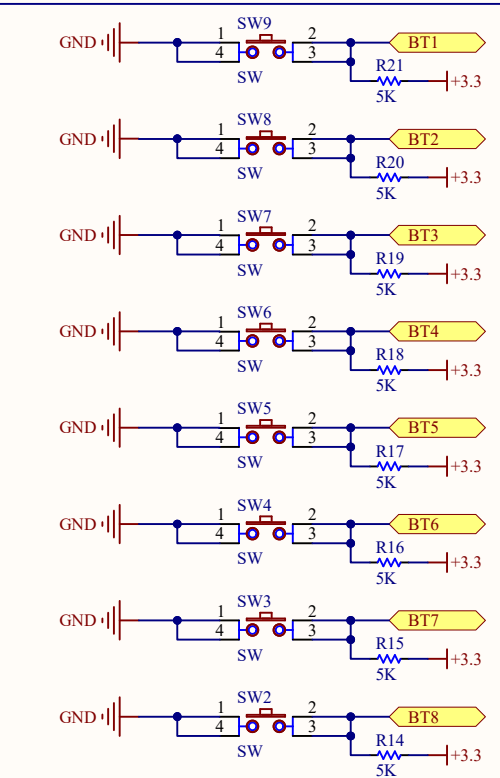 SW9
GND 1 2 BT1
4 3
SW R21
5K +3.3
SW8
GND 1 2 BT2
4 3
SW R20
5K +3.3
SW7
GND 1 2 BT3
4 3
SW R19
5K +3.3
SW6
GND 1 2 BT4
4 3
SW R18
5K +3.3
SW5
GND 1 2 BT5
4 3
SW R17
5K +3.3
SW4
GND 1 2 BT6
4 3
SW R16
5K +3.3
SW3
GND 1 2 BT7
4 3
SW R15
5K +3.3
SW2
GND 1 2 BT8
4 3
SW R14
5K +3.3